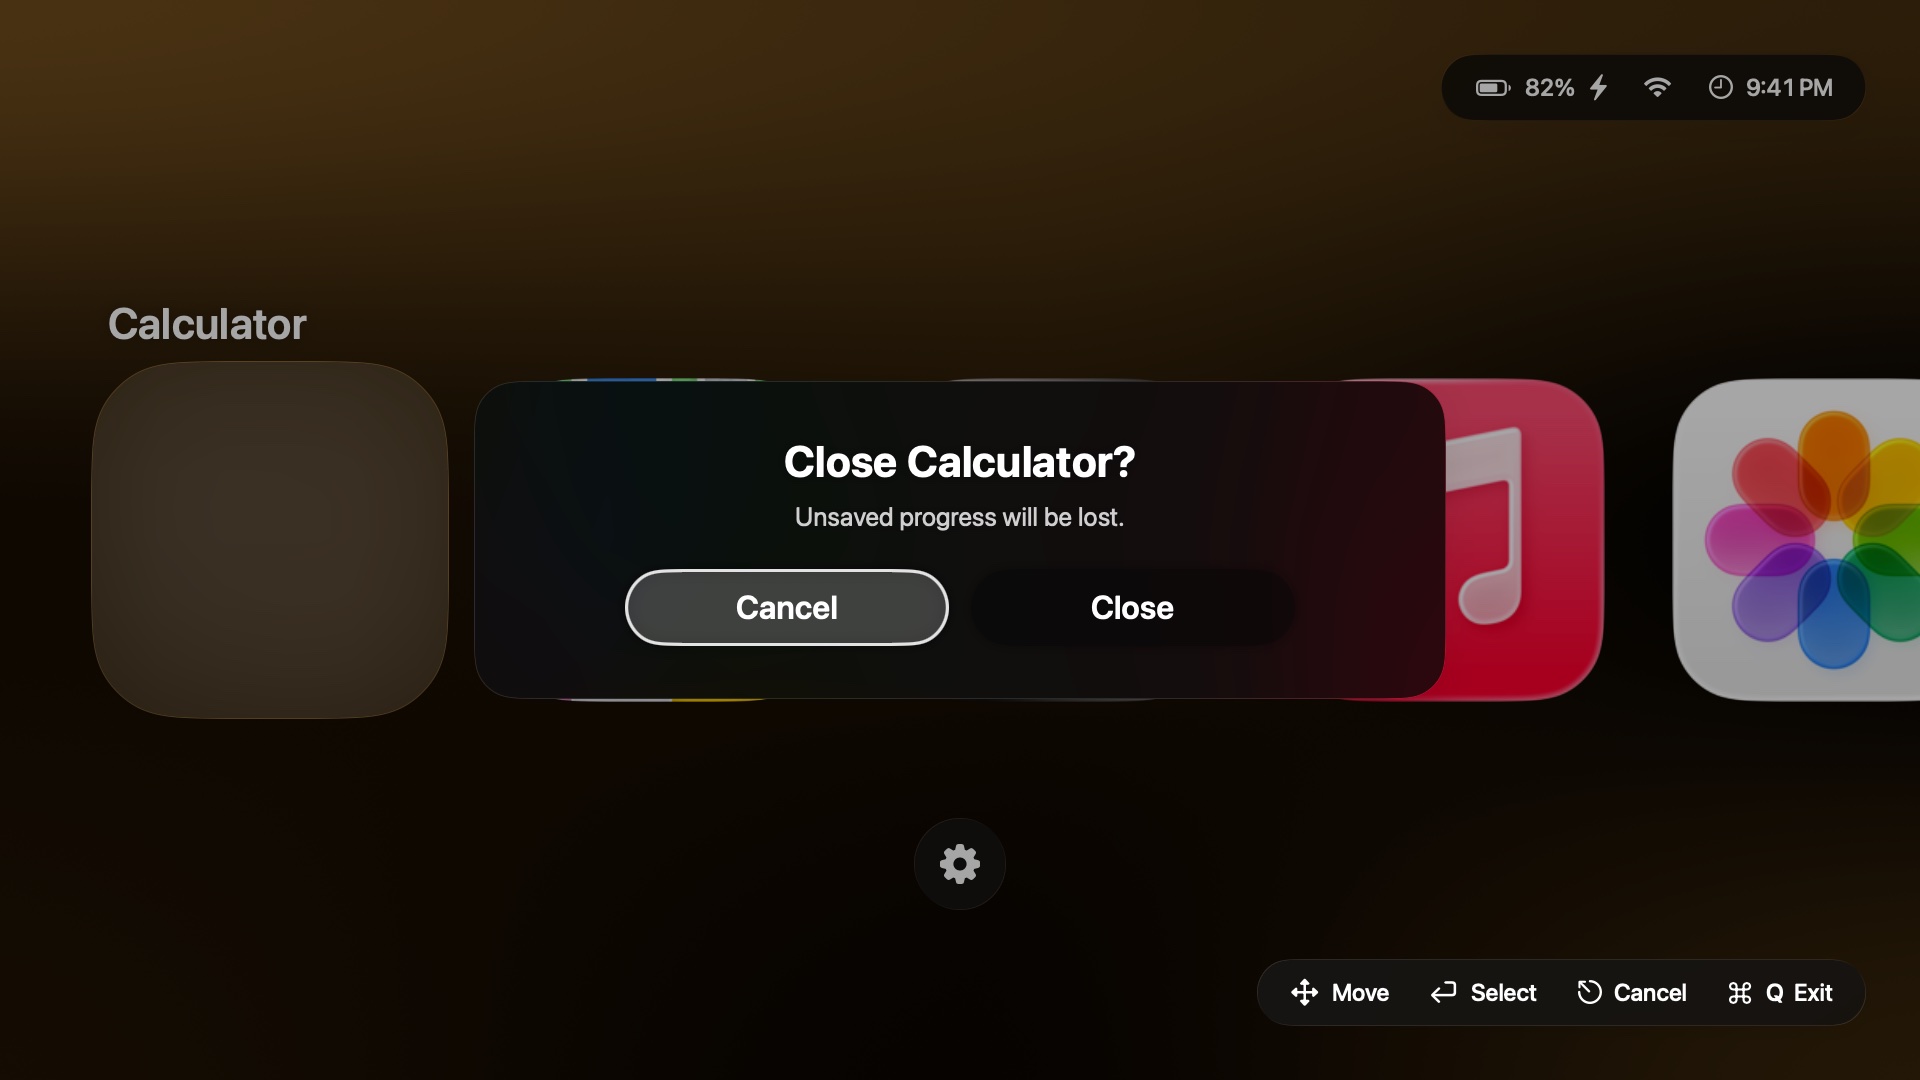 82%
9:41 PM
Calculator
Close Calculator?
Unsaved progress will be lost.
Cancel
Close
Move
Select
Cancel
⌘ Q Exit